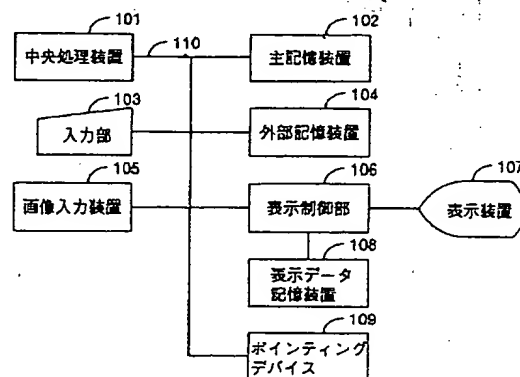 101
110
102
中央処理装置
主記憶装置
103
104
入力部
外部記憶装置
105
106
107
画像入力装置
表示制御部
表示装置
108
表示データ
記憶装置
109
ポインティング
デバイス